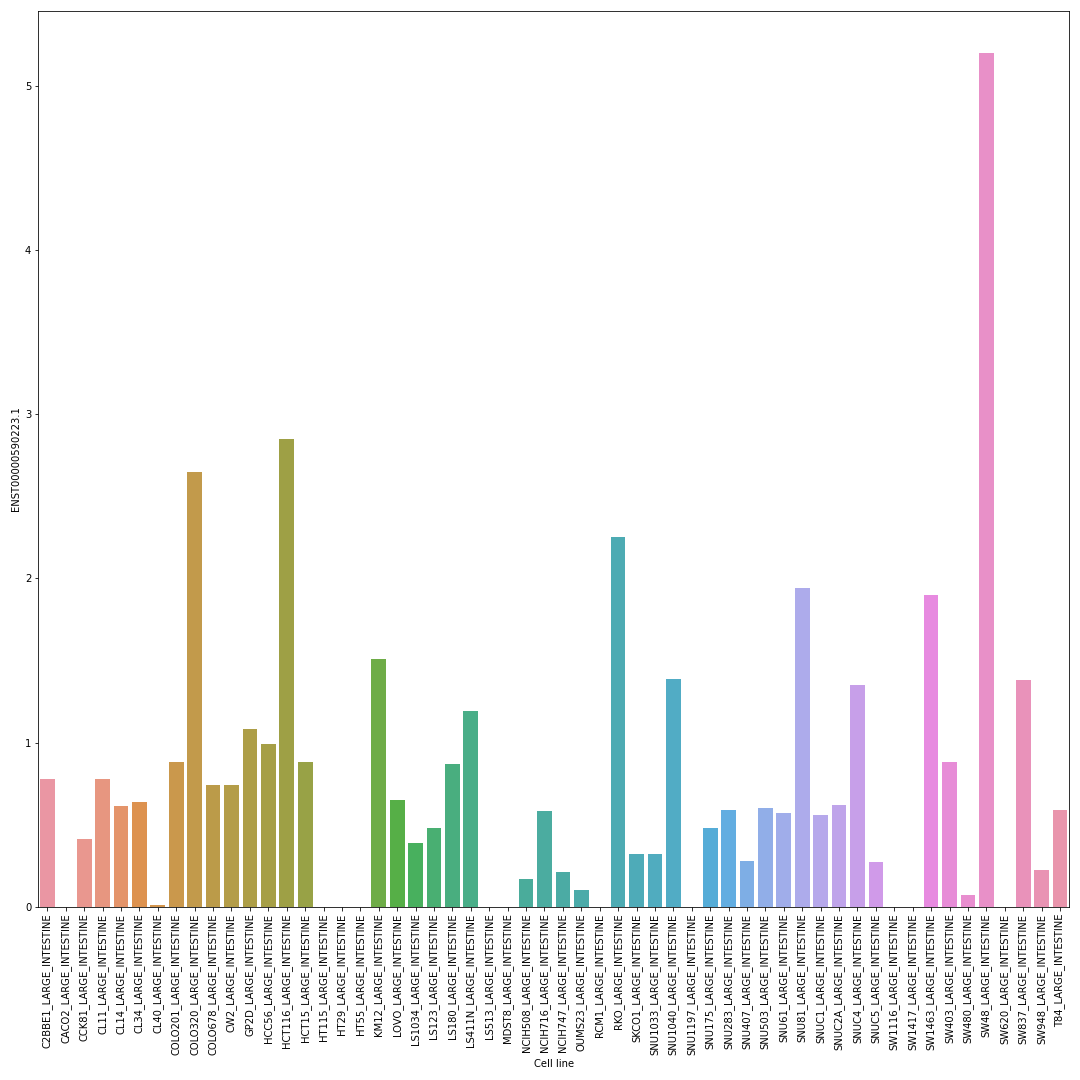 5
4
3
2
1
0
ENST00000590223.1
C2BBE1_LARGE_INTESTINE
CACO2_LARGE_INTESTINE
CCK81_LARGE_INTESTINE
CL11_LARGE_INTESTINE
CL14_LARGE_INTESTINE
CL34_LARGE_INTESTINE
CL40_LARGE_INTESTINE
COLO201_LARGE_INTESTINE
COLO320_LARGE_INTESTINE
COLO678_LARGE_INTESTINE
CW2_LARGE_INTESTINE
GP2D_LARGE_INTESTINE
HCC56_LARGE_INTESTINE
HCT116_LARGE_INTESTINE
HCT15_LARGE_INTESTINE
HT115_LARGE_INTESTINE
HT29_LARGE_INTESTINE
HT55_LARGE_INTESTINE
KM12_LARGE_INTESTINE
LOVO_LARGE_INTESTINE
LS1034_LARGE_INTESTINE
LS123_LARGE_INTESTINE
LS180_LARGE_INTESTINE
LS411N_LARGE_INTESTINE
LS513_LARGE_INTESTINE
MDST8_LARGE_INTESTINE
NCIH508_LARGE_INTESTINE
NCIH716_LARGE_INTESTINE
NCIH747_LARGE_INTESTINE
OUMS23_LARGE_INTESTINE
RCM1_LARGE_INTESTINE
RKO_LARGE_INTESTINE
SKCO1_LARGE_INTESTINE
SNU1033_LARGE_INTESTINE
SNU1040_LARGE_INTESTINE
SNU1197_LARGE_INTESTINE
SNU175_LARGE_INTESTINE
SNU283_LARGE_INTESTINE
SNU407_LARGE_INTESTINE
SNU503_LARGE_INTESTINE
SNU61_LARGE_INTESTINE
SNU81_LARGE_INTESTINE
SNUC1_LARGE_INTESTINE
SNUC2A_LARGE_INTESTINE
SNUC4_LARGE_INTESTINE
SNUC5_LARGE_INTESTINE
SW1116_LARGE_INTESTINE
SW1417_LARGE_INTESTINE
SW1463_LARGE_INTESTINE
SW403_LARGE_INTESTINE
SW480_LARGE_INTESTINE
SW48_LARGE_INTESTINE
SW620_LARGE_INTESTINE
SW837_LARGE_INTESTINE
SW948_LARGE_INTESTINE
T84_LARGE_INTESTINE
Cell line